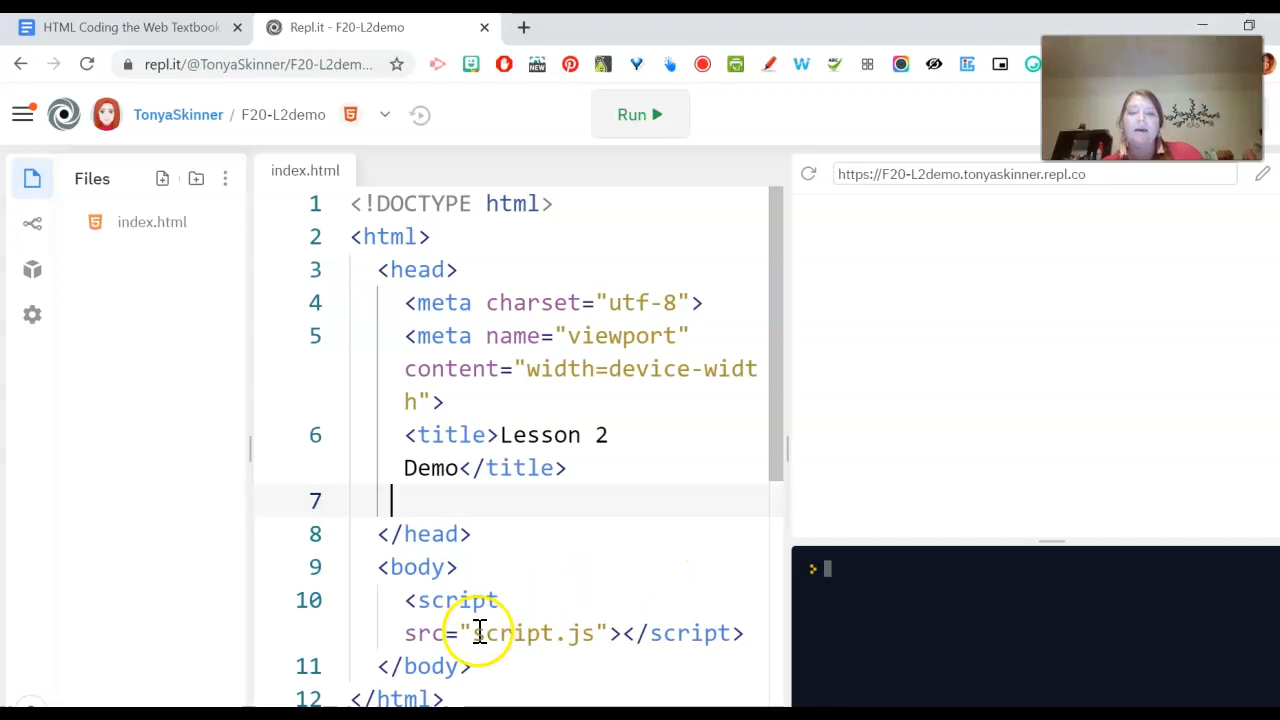 HTML Coding the Web Textbook
Repl.it - F20-L2demo
repl.it/@TonyaSkinner/F20-L2dem...
NEW
W
ABC
TonyaSkinner / F20-L2demo
Run
Files
index.html
index.html
https://F20-L2demo.tonyaskinner.repl.co
1 <!DOCTYPE html>
2 <html>
3 <head>
4 <meta charset="utf-8">
5 <meta name="viewport"
content="width=device-widt
h">
6 <title>Lesson 2
Demo</title>
7
8 </head>
9 <body>
10 <script
src="script.js"></script>
11 </body>
12 </html>